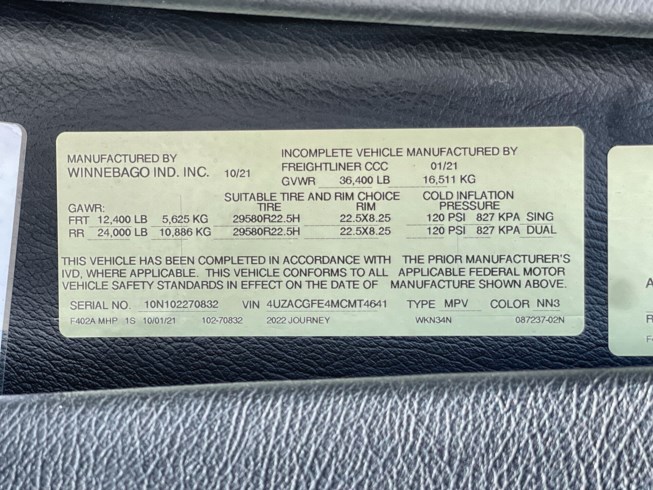 MANUFACTURED BY
WINNEBAGO IND. INC. 10/21
INCOMPLETE VEHICLE MANUFACTURED BY
FREIGHTLINER CCC 01/21
GVWR 36,400 LB 16,511 KG
SUITABLE TIRE AND RIM CHOICE COLD INFLATION
GAWR: TIRE RIM PRESSURE
FRT 12,400 LB 5,625 KG 29580R22.5H 22.5X8.25 120 PSI 827 KPA SING
RR 24,000 LB 10,886 KG 29580R22.5H 22.5X8.25 120 PSI 827 KPA DUAL
THIS VEHICLE HAS BEEN COMPLETED IN ACCORDANCE WITH THE PRIOR MANUFACTURER'S
IVD, WHERE APPLICABLE. THIS VEHICLE CONFORMS TO ALL APPLICABLE FEDERAL MOTOR
VEHICLE SAFETY STANDARDS IN EFFECT ON THE DATE OF MANUFACTURE SHOWN ABOVE.
SERIAL NO. 10N102270832 VIN 4UZACGFE4MCMT4641 TYPE MPV COLOR NN3
F402A MHP 1S 10/01/21 102-70832 2022 JOURNEY WKN34N 087237-02N